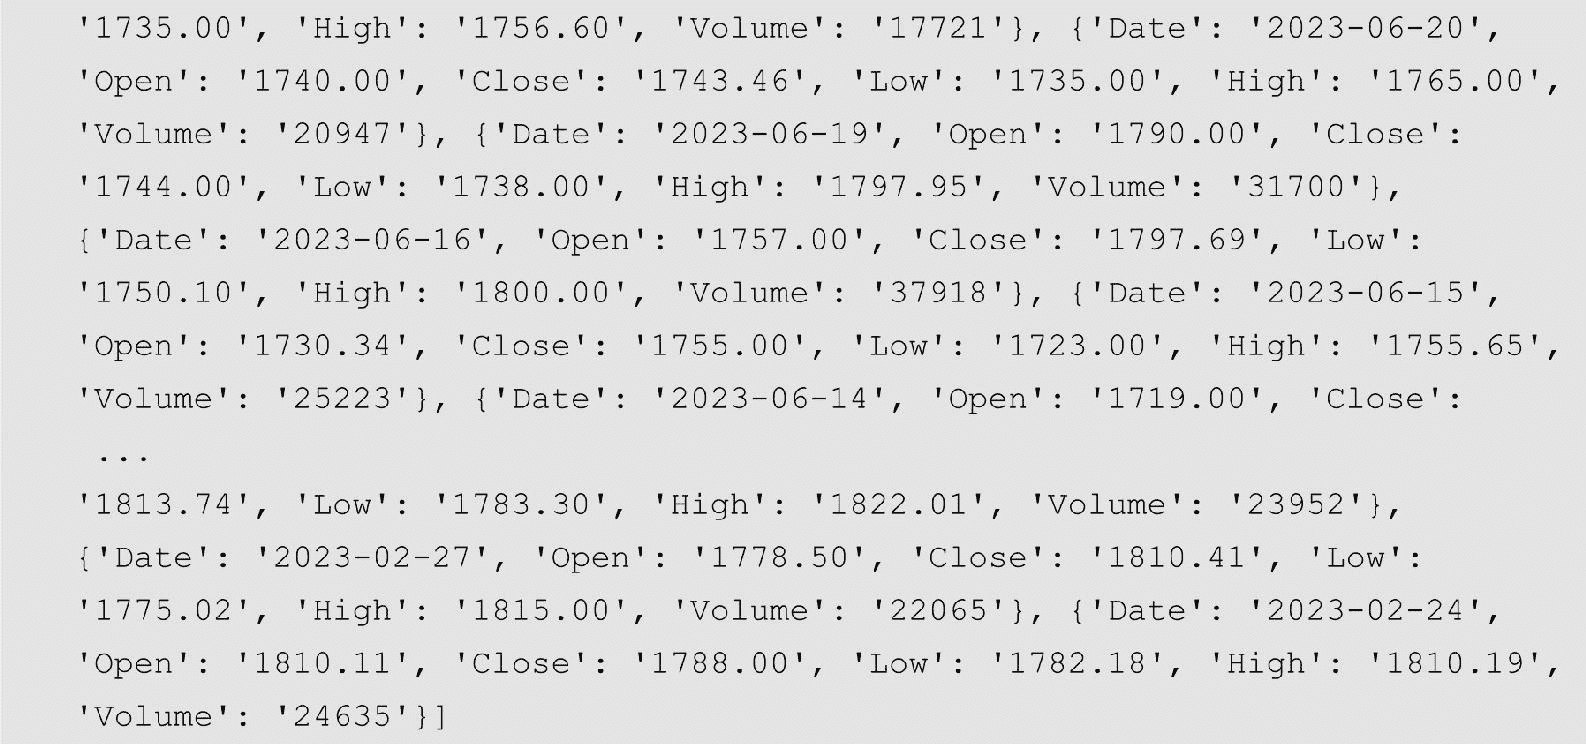 '1735.00', 'High': '1756.60', 'Volume': '17721'}, {'Date': '2023-06-20',
'Open': '1740.00', 'Close': '1743.46', 'Low': '1735.00', 'High': '1765.00',
'Volume': '20947'}, {'Date': '2023-06-19', 'Open': '1790.00', 'Close':
'1744.00', 'Low': '1738.00', 'High': '1797.95', 'Volume': '31700'},
{'Date': '2023-06-16', 'Open': '1757.00', 'Close': '1797.69', 'Low':
'1750.10', 'High': '1800.00', 'Volume': '37918'}, {'Date': '2023-06-15',
'Open': '1730.34', 'Close': '1755.00', 'Low': '1723.00', 'High': '1755.65',
'Volume': '25223'}, {'Date': '2023-06-14', 'Open': '1719.00', 'Close':
...
'1813.74', 'Low': '1783.30', 'High': '1822.01', 'Volume': '23952'},
{'Date': '2023-02-27', 'Open': '1778.50', 'Close': '1810.41', 'Low':
'1775.02', 'High': '1815.00', 'Volume': '22065'}, {'Date': '2023-02-24',
'Open': '1810.11', 'Close': '1788.00', 'Low': '1782.18', 'High': '1810.19',
'Volume': '24635'}]